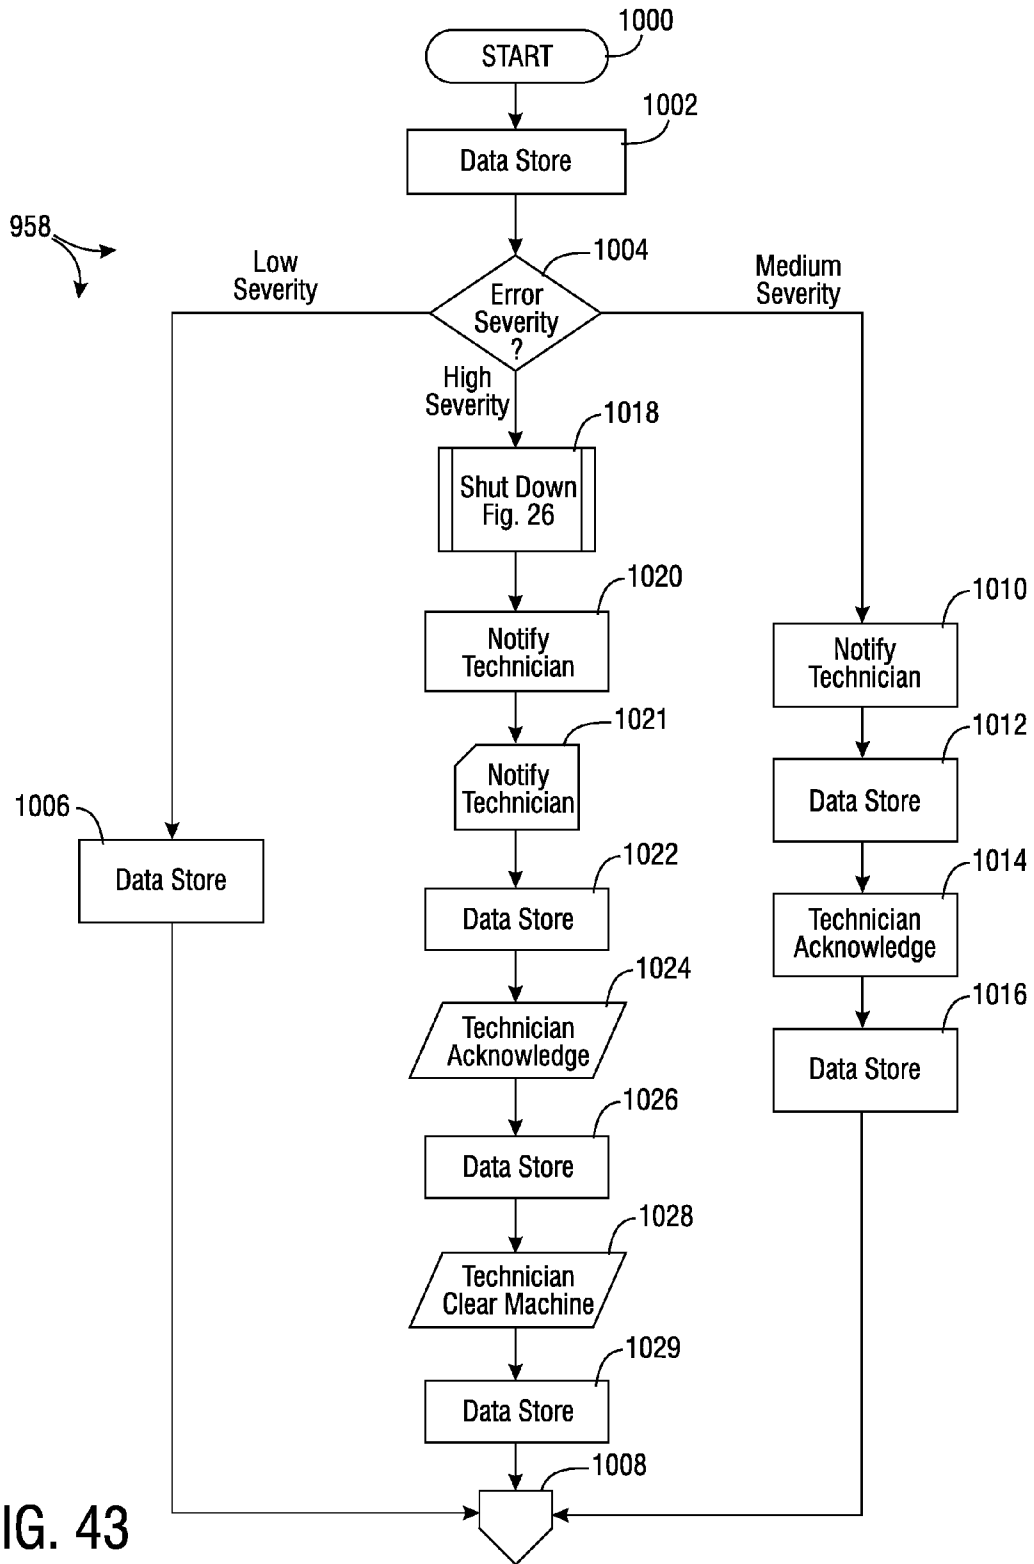 1000
START
1002
Data Store
958
1004
Low
Severity
Error
Severity
?
Medium
Severity
High
Severity
1018
Shut Down
Fig. 26
1020
Notify
Technician
1010
Notify
Technician
1021
Notify
Technician
1012
Data Store
1006
Data Store
1022
Data Store
1014
Technician
Acknowledge
1024
Technician
Acknowledge
1016
Data Store
1026
Data Store
1028
Technician
Clear Machine
1029
Data Store
1008
IG. 43